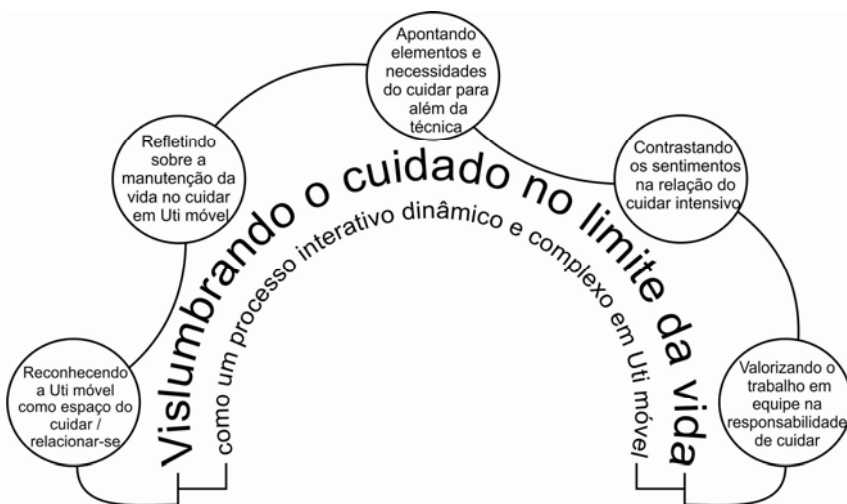 Apontando
elementos e
necessidades
do cuidar para
além da
técnica
Refletindo
sobre a
manutenção da
vida no cuidar
em Uti móvel
Contrastando
os sentimentos
na relação do
cuidar intensivo
Reconhecendo
a Uti móvel
como espaço do
cuidar /
relacionar-se
Valorizando o
trabalho em
equipe na
responsabilidade
de cuidar
Vislumbrando o cuidado no limite da vida
como um processo interativo dinâmico e complexo em Uti móvel